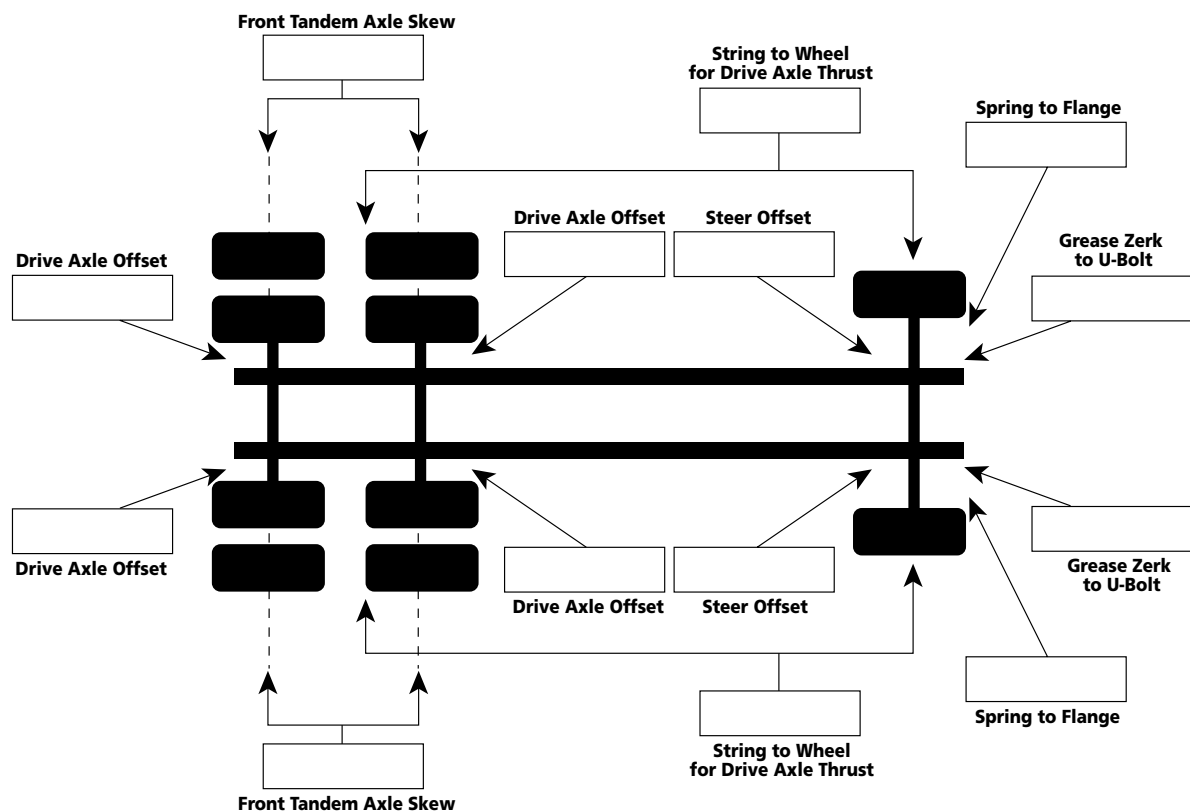 Front Tandem Axle Skew
String to Wheel
for Drive Axle Thrust
Spring to Flange
Drive Axle Offset
Steer Offset
Grease Zerk
to U-Bolt
Drive Axle Offset
Drive Axle Offset
Drive Axle Offset
Steer Offset
Grease Zerk
to U-Bolt
Spring to Flange
String to Wheel
for Drive Axle Thrust
Front Tandem Axle Skew